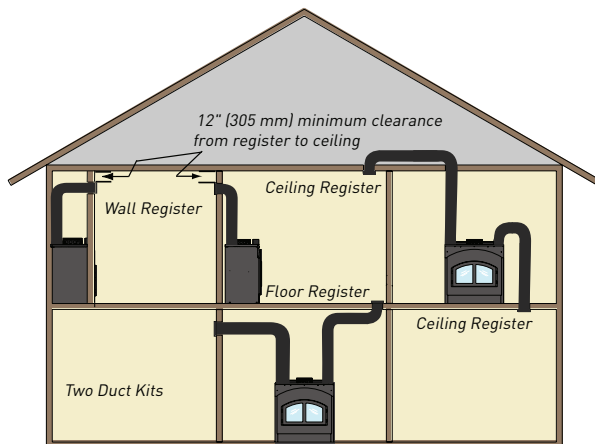 12" (305 mm) minimum clearance
from register to ceiling
Ceiling Register
Wall Register
Floor Register
Ceiling Register
Two Duct Kits